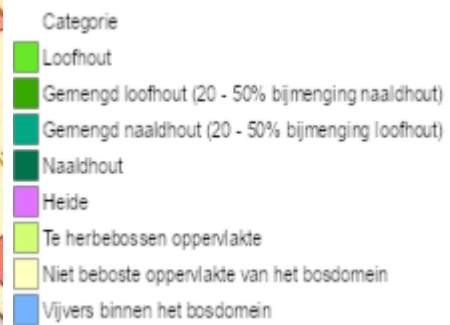 Categorie
Loofhout
Gemengd loofhout (20 - 50% bijmenging naaldhout)
Gemengd naaldhout (20 - 50% bijmenging loofhout)
Naaldhout
Heide
Te herbebossen oppervlakte
Niet beboste oppervlakte van het bosdomein
Vijvers binnen het bosdomein